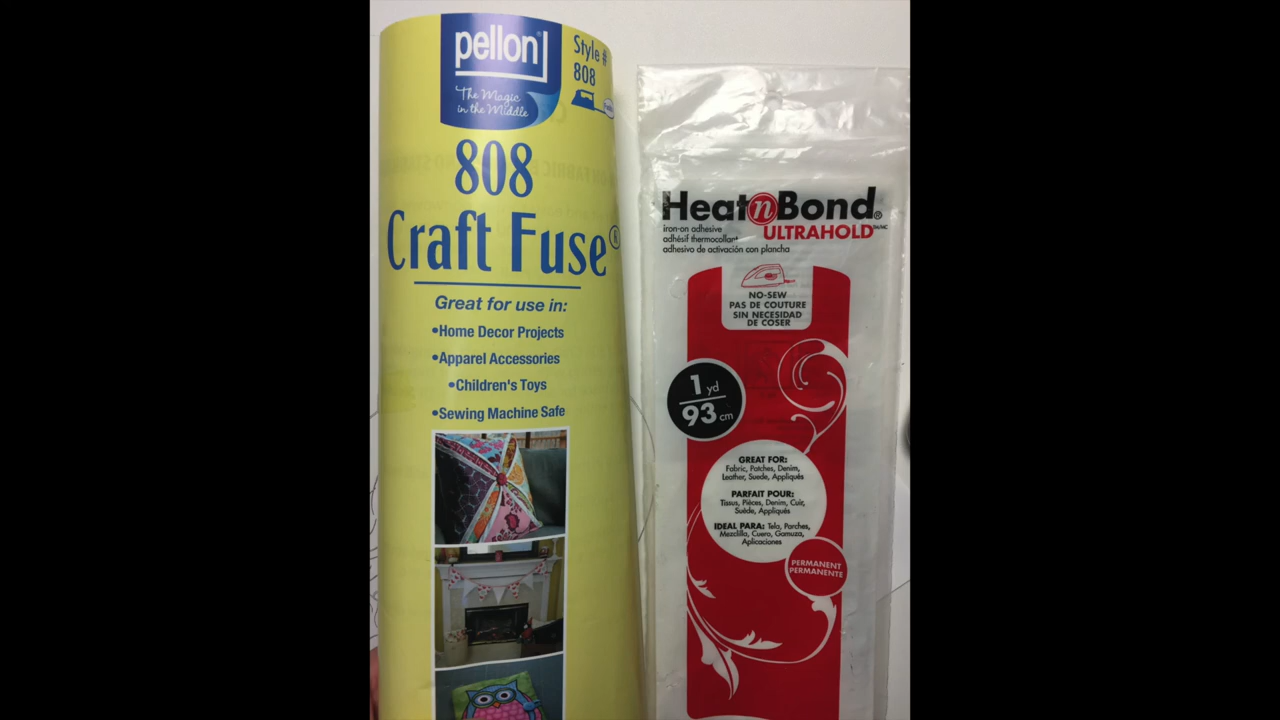 pellon
The Magic
in the Middle
Style #
808
808
Craft Fuse®
Great for use in:
•Home Decor Projects
•Apparel Accessories
•Children's Toys
•Sewing Machine Safe
HeatnBond®
ULTRAHOLD
iron-on adhesive
adhésif thermocollant
adhesivo de activación con plancha
NO-SEW
PAS DE COUTURE
SIN NECESIDAD
DE COSER
1 yd
93 cm
GREAT FOR:
Fabric, Patches, Denim,
Leather, Suede, Appliqués
PARFAIT POUR:
Tissus, Pièces, Denim, Cuir,
Suéde, Appliqués
IDEAL PARA: Tela, Parches,
Mezclilla, Cuero, Gamuza,
Aplicaciones
PERMANENT
PERMANENTE